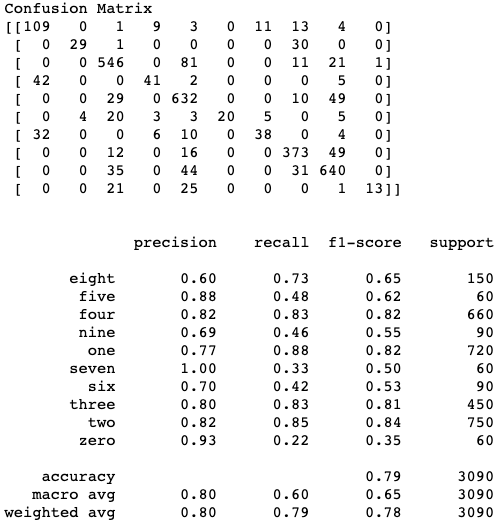 Confusion Matrix
[[109 0 1 9 3 0 11 13 4 0]
[ 0 29 1 0 0 0 0 30 0 0]
[ 0 0 546 0 81 0 0 11 21 1]
[ 42 0 0 41 2 0 0 0 5 0]
[ 0 0 29 0 632 0 0 10 49 0]
[ 0 4 20 3 3 20 5 0 5 0]
[ 32 0 0 6 10 0 38 0 4 0]
[ 0 0 12 0 16 0 0 373 49 0]
[ 0 0 35 0 44 0 0 31 640 0]
[ 0 0 21 0 25 0 0 0 1 13]]
precision recall f1-score support
eight 0.60 0.73 0.65 150
five 0.88 0.48 0.62 60
four 0.82 0.83 0.82 660
nine 0.69 0.46 0.55 90
one 0.77 0.88 0.82 720
seven 1.00 0.33 0.50 60
six 0.70 0.42 0.53 90
three 0.80 0.83 0.81 450
two 0.82 0.85 0.84 750
zero 0.93 0.22 0.35 60
accuracy 0.79 3090
macro avg 0.80 0.60 0.65 3090
weighted avg 0.80 0.79 0.78 3090